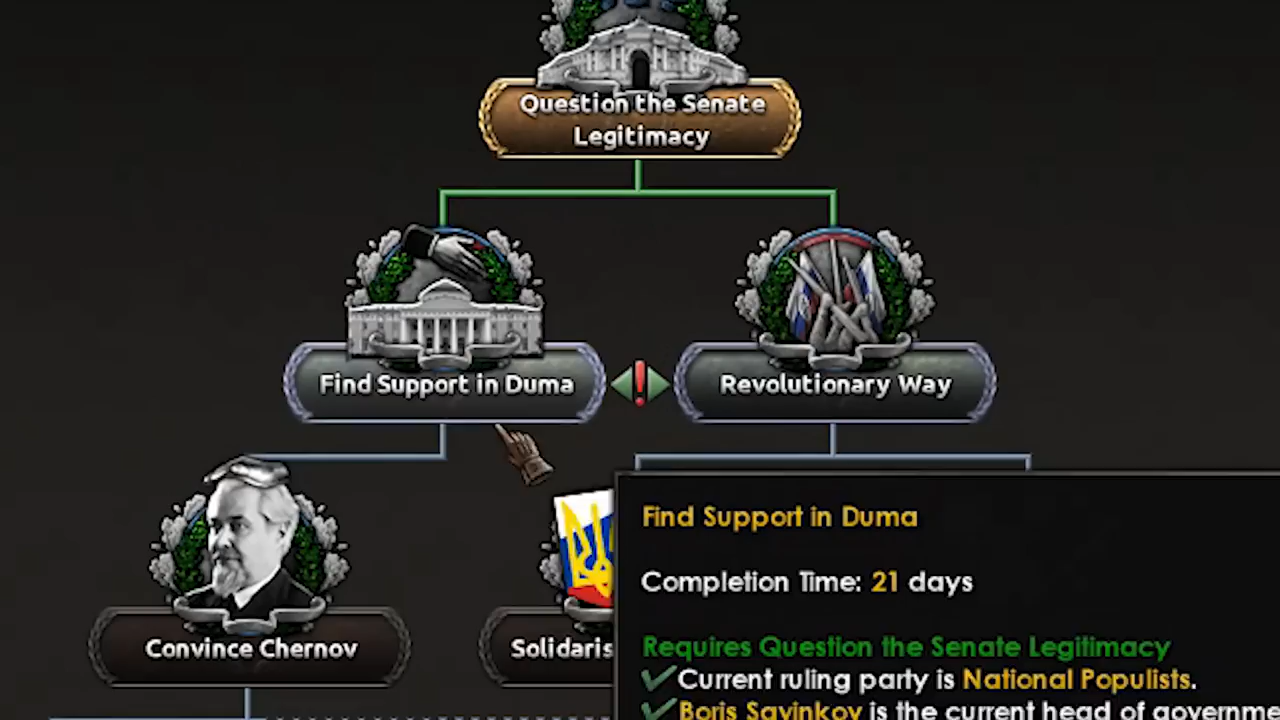 Question the Senate
Legitimacy
Find Support in Duma
Revolutionary Way
Convince Chernov
Find Support in Duma
Completion Time: 21 days
Requires Question the Senate Legitimacy
Current ruling party is National Populists.
Boris Savinkov is the current head of